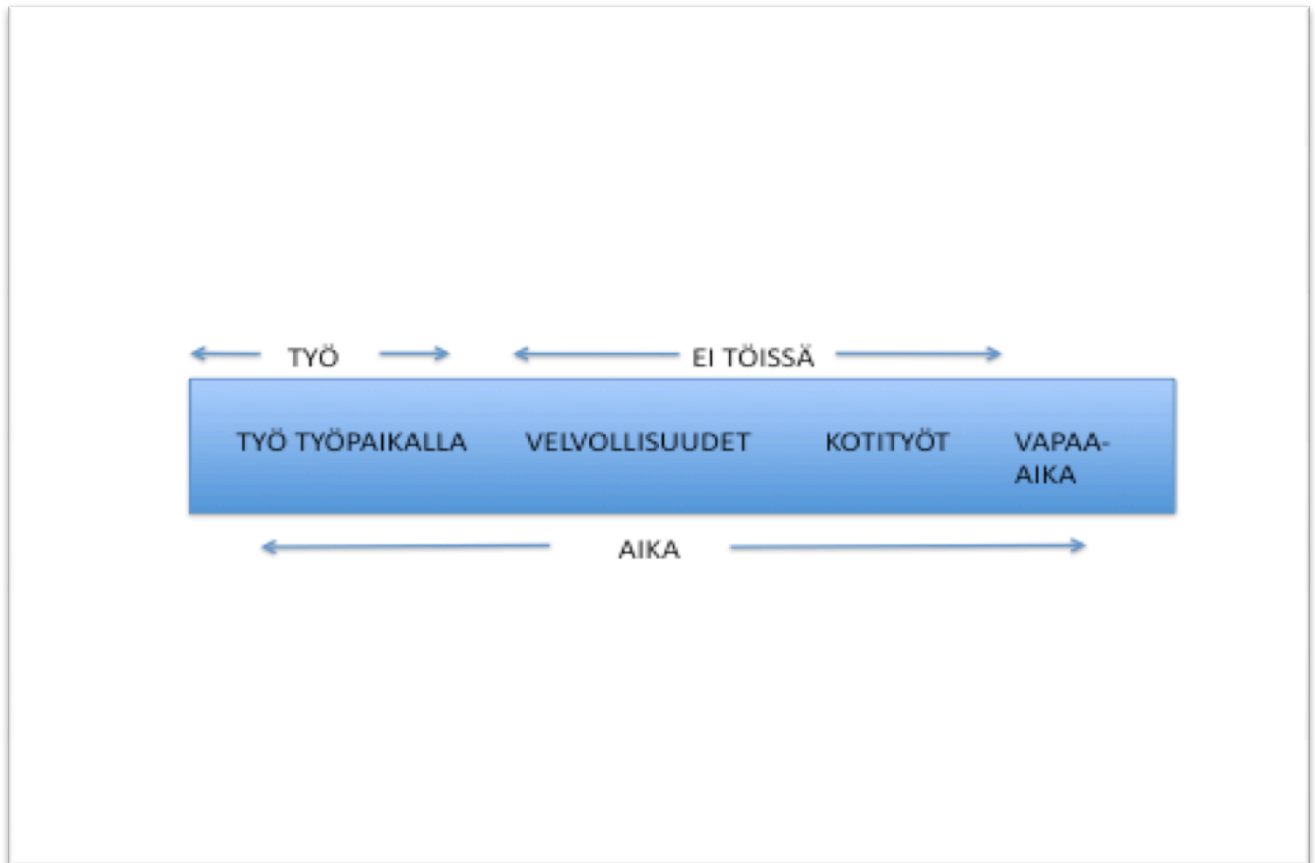 TYÖ EI TÖISSÄ
TYÖ TYÖPAIKALLA VELVOLLISUUDET KOTITYÖT VAPAA-
AIKA
AIKA